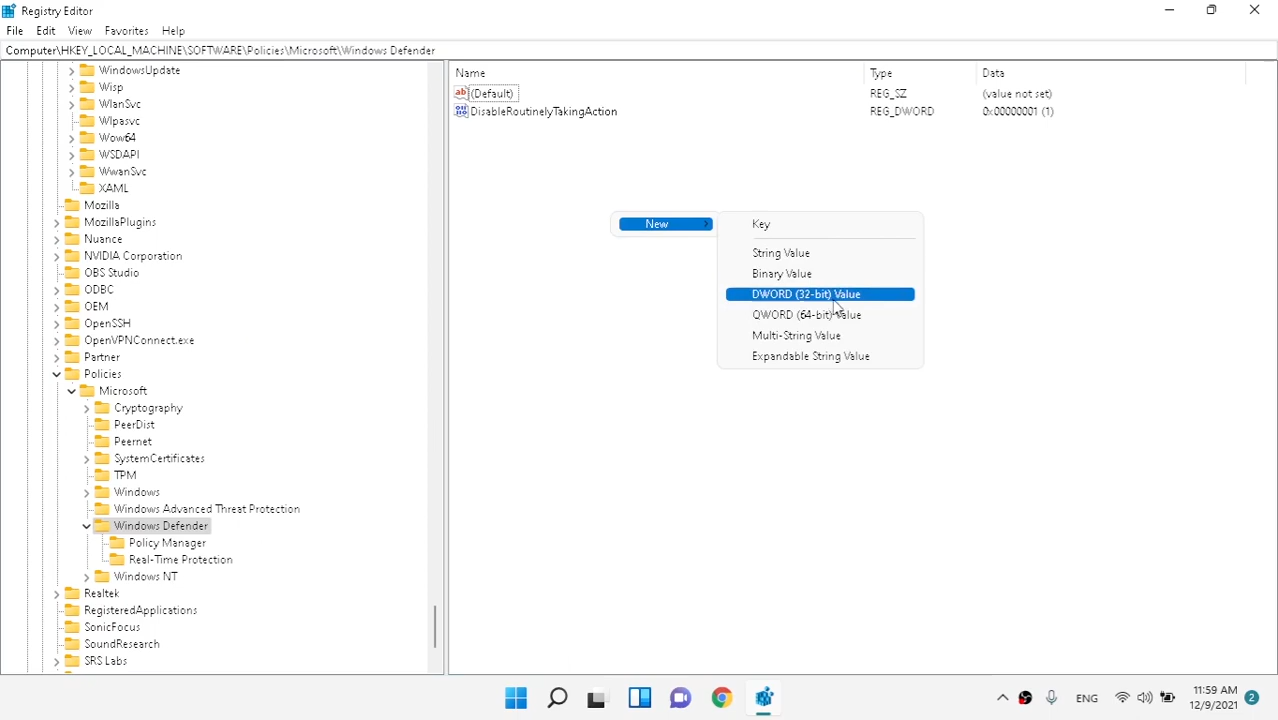 Registry Editor
File Edit View Favorites Help
Computer\HKEY_LOCAL_MACHINE\SOFTWARE\Policies\Microsoft\Windows Defender
WindowsUpdate
Wisp
WlanSvc
Wlpasvc
Wow64
WSDAPI
WwanSvc
XAML
Mozilla
MozillaPlugins
Nuance
NVIDIA Corporation
OBS Studio
ODBC
OEM
OpenSSH
OpenVPNConnect.exe
Partner
Policies
Microsoft
Cryptography
PeerDist
Peernet
SystemCertificates
TPM
Windows
Windows Advanced Threat Protection
Windows Defender
Policy Manager
Real-Time Protection
Windows NT
Realtek
RegisteredApplications
SonicFocus
SoundResearch
SRS Labs
Name Type Data
(Default) REG_SZ (value not set)
DisableRoutinelyTakingAction REG_DWORD 0x00000001 (1)
New
Key
String Value
Binary Value
DWORD (32-bit) Value
QWORD (64-bit) Value
Multi-String Value
Expandable String Value
ENG
11:59 AM
12/9/2021
2